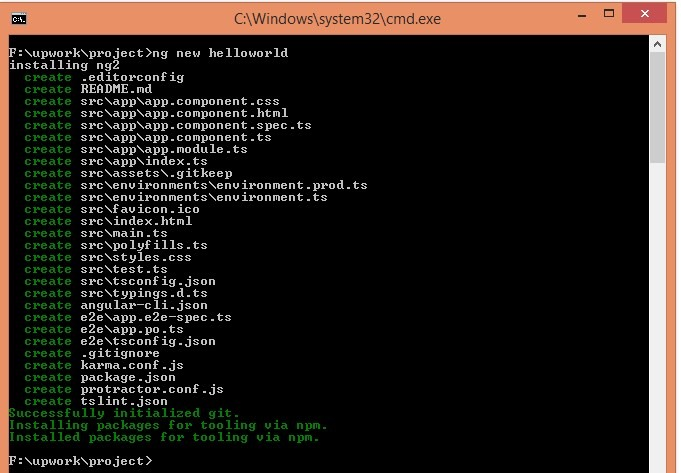 C:\Windows\system32\cmd.exe
F:\upwork\project>ng new helloworld
installing ng2
create .editorconfig
create README.md
create src\app\app.component.css
create src\app\app.component.html
create src\app\app.component.spec.ts
create src\app\app.component.ts
create src\app\app.module.ts
create src\app\index.ts
create src\assets\.gitkeep
create src\environments\environment.prod.ts
create src\environments\environment.ts
create src\favicon.ico
create src\index.html
create src\main.ts
create src\polyfills.ts
create src\styles.css
create src\test.ts
create src\tsconfig.json
create src\typings.d.ts
create angular-cli.json
create e2e\app.e2e-spec.ts
create e2e\app.po.ts
create e2e\tsconfig.json
create .gitignore
create karma.conf.js
create package.json
create protractor.conf.js
create tslint.json
Successfully initialized git.
Installing packages for tooling via npm.
Installed packages for tooling via npm.
F:\upwork\project>